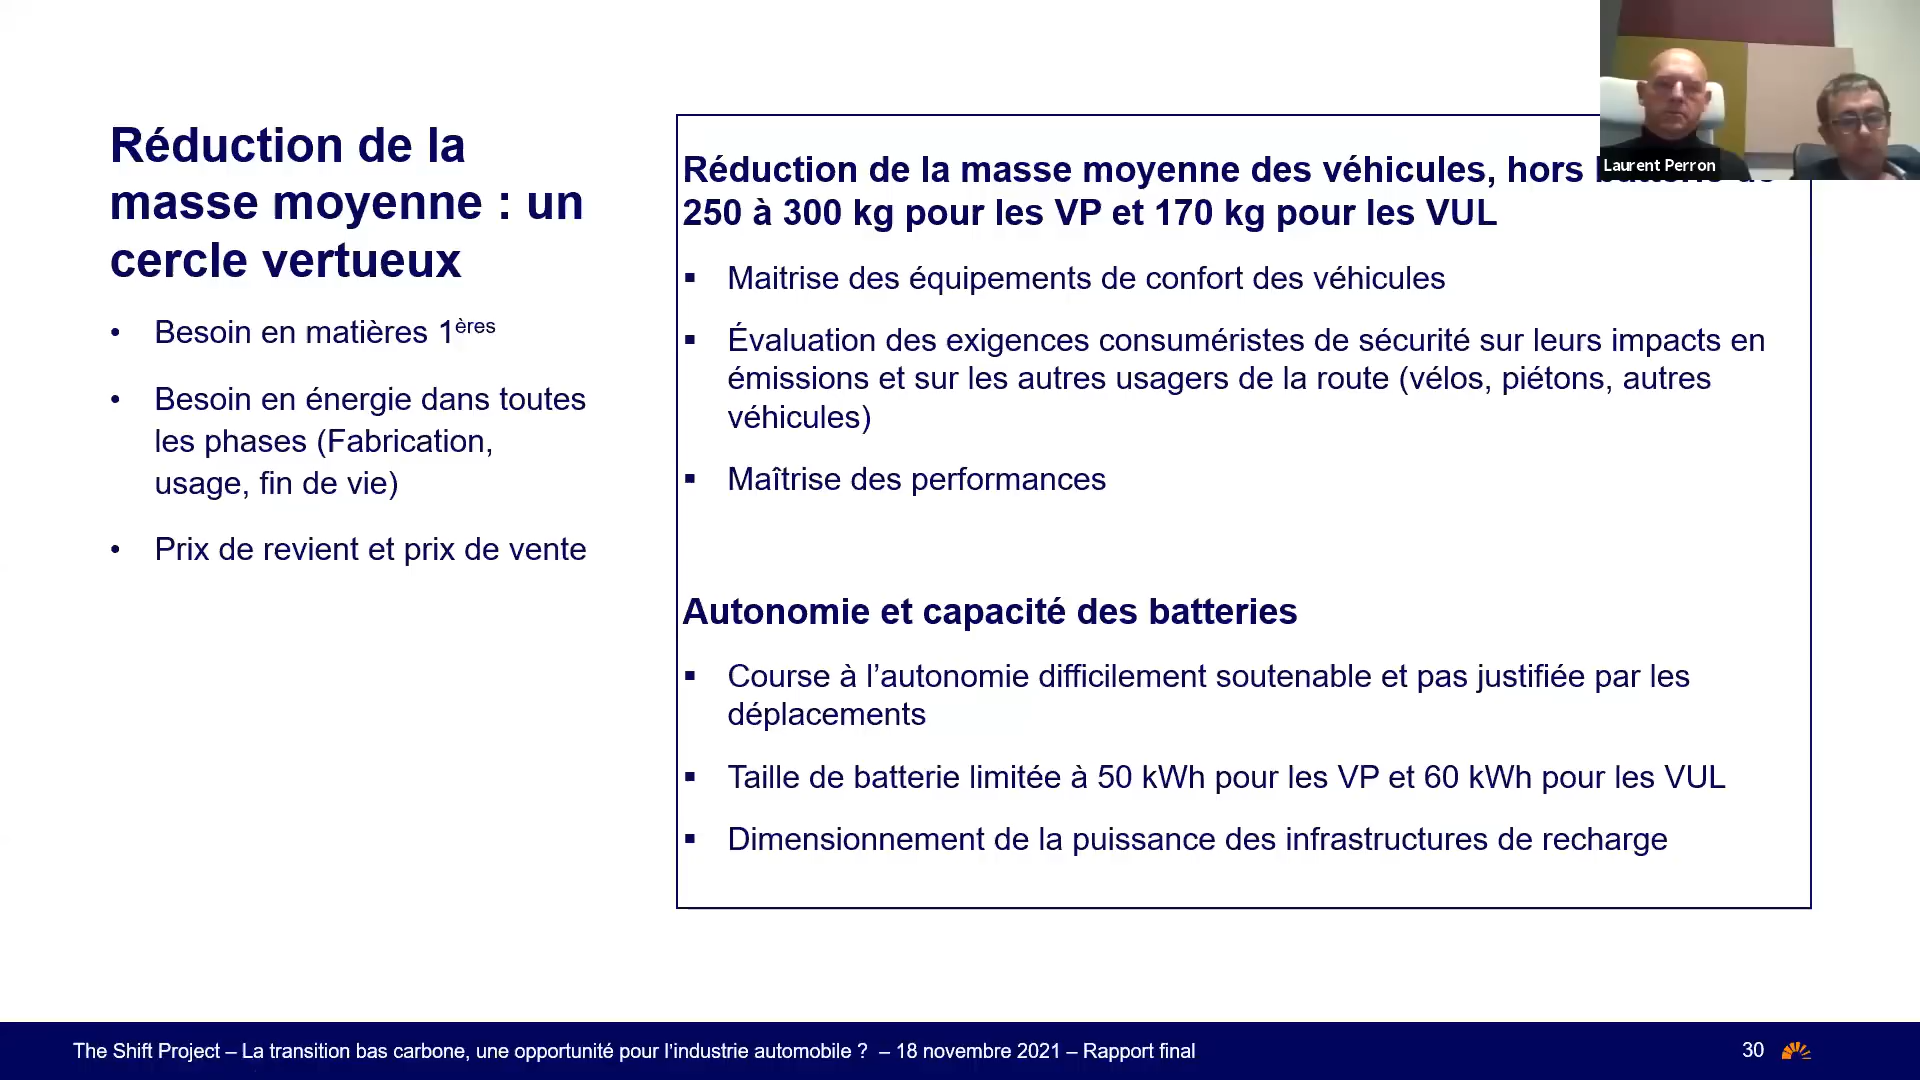 Réduction de la
masse moyenne : un
cercle vertueux
• Besoin en matières 1ères
• Besoin en énergie dans toutes
les phases (Fabrication,
usage, fin de vie)
• Prix de revient et prix de vente
Réduction de la masse moyenne des véhicules, hors
250 à 300 kg pour les VP et 170 kg pour les VUL
▪ Maitrise des équipements de confort des véhicules
▪ Évaluation des exigences consuméristes de sécurité sur leurs impacts en
émissions et sur les autres usagers de la route (vélos, piétons, autres
véhicules)
▪ Maîtrise des performances
Autonomie et capacité des batteries
▪ Course à l’autonomie difficilement soutenable et pas justifiée par les
déplacements
▪ Taille de batterie limitée à 50 kWh pour les VP et 60 kWh pour les VUL
▪ Dimensionnement de la puissance des infrastructures de recharge
Laurent Perron
The Shift Project – La transition bas carbone, une opportunité pour l’industrie automobile ? – 18 novembre 2021 – Rapport final
30